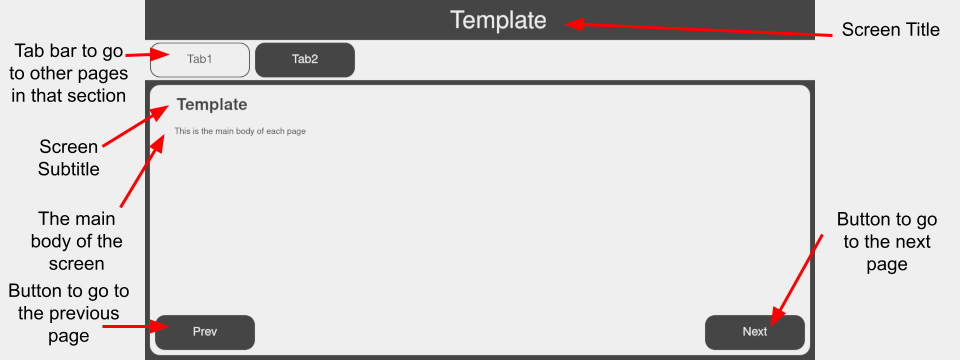 Template
Screen Title
Tab bar to go
to other pages
in that section
Tab1
Tab2
Template
This is the main body of each page
Screen
Subtitle
The main
body of the
screen
Button to go
to the next
page
Button to go to
the previous
page
Prev
Next